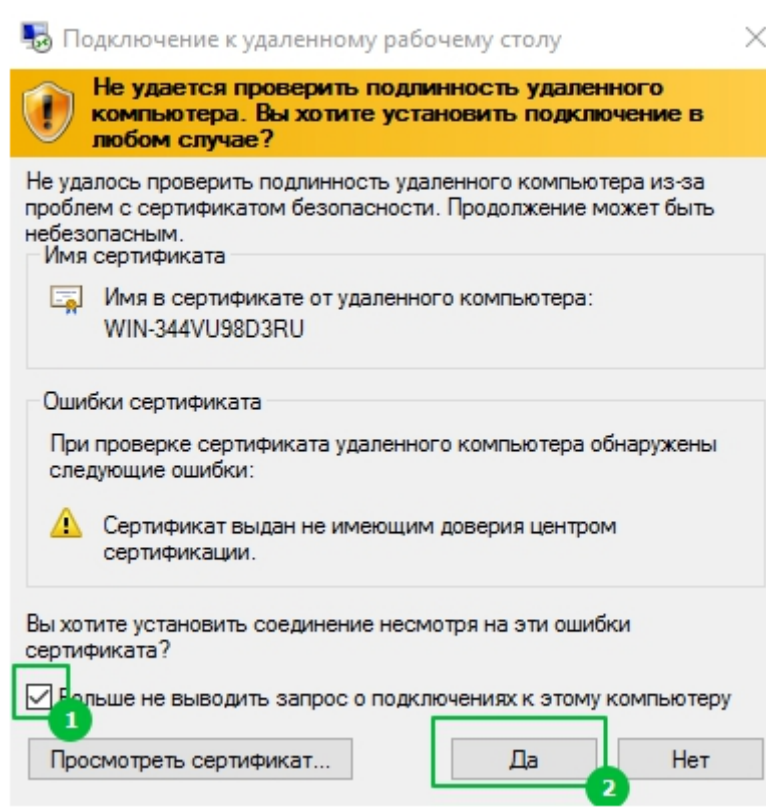 Подключение к удаленному рабочему столу
Не удается проверить подлинность удаленного
компьютера. Вы хотите установить подключение в
любом случае?
Не удалось проверить подлинность удаленного компьютера из-за
проблем с сертификатом безопасности. Продолжение может быть
небезопасным.
Имя сертификата
Имя в сертификате от удаленного компьютера:
WIN-344VU98D3RU
Ошибки сертификата
При проверке сертификата удаленного компьютера обнаружены
следующие ошибки:
Сертификат выдан не имеющим доверия центром
сертификации.
Вы хотите установить соединение несмотря на эти ошибки
сертификата?
Больше не выводить запрос о подключениях к этому компьютеру
1
Просмотреть сертификат... Да Нет
2